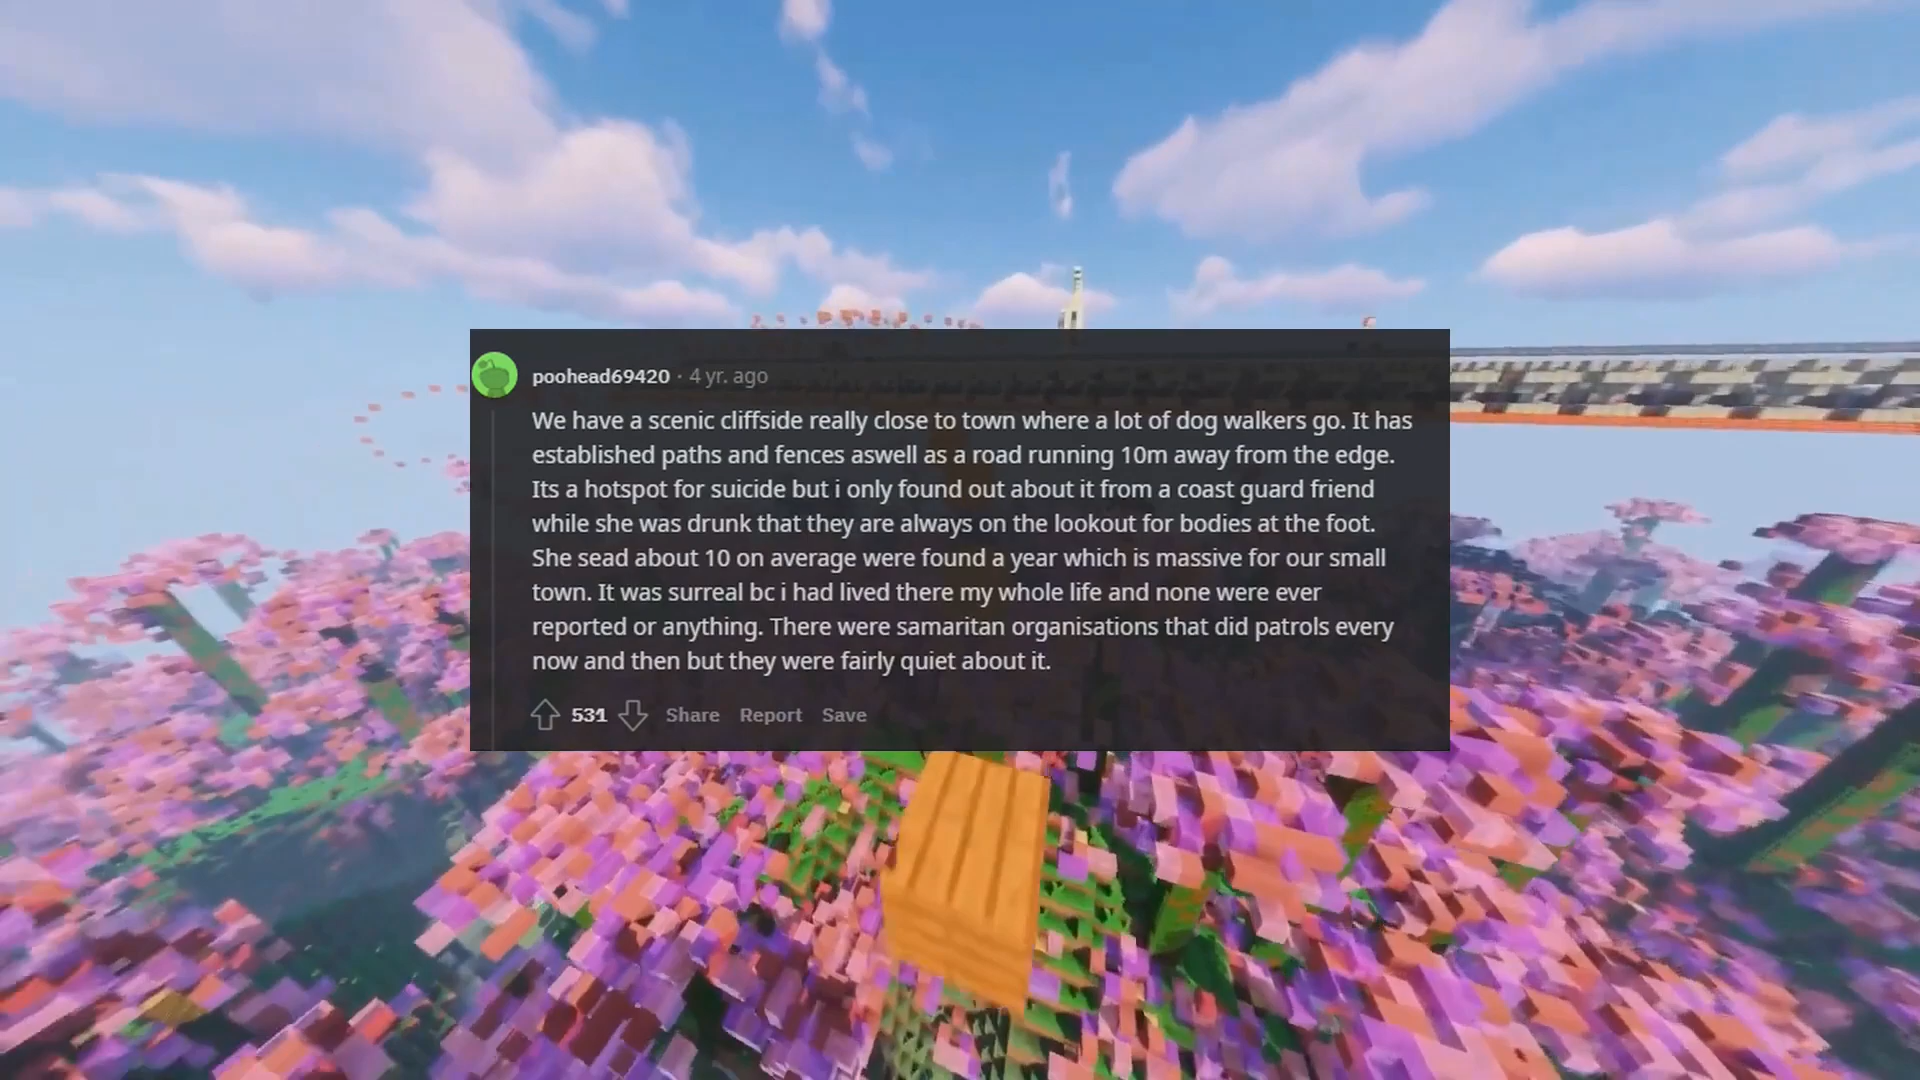 poohead69420 · 4 yr. ago
We have a scenic cliffside really close to town where a lot of dog walkers go. It has
established paths and fences aswell as a road running 10m away from the edge.
Its a hotspot for suicide but i only found out about it from a coast guard friend
while she was drunk that they are always on the lookout for bodies at the foot.
She sead about 10 on average were found a year which is massive for our small
town. It was surreal bc i had lived there my whole life and none were ever
reported or anything. There were samaritan organisations that did patrols every
now and then but they were fairly quiet about it.
531 Share Report Save